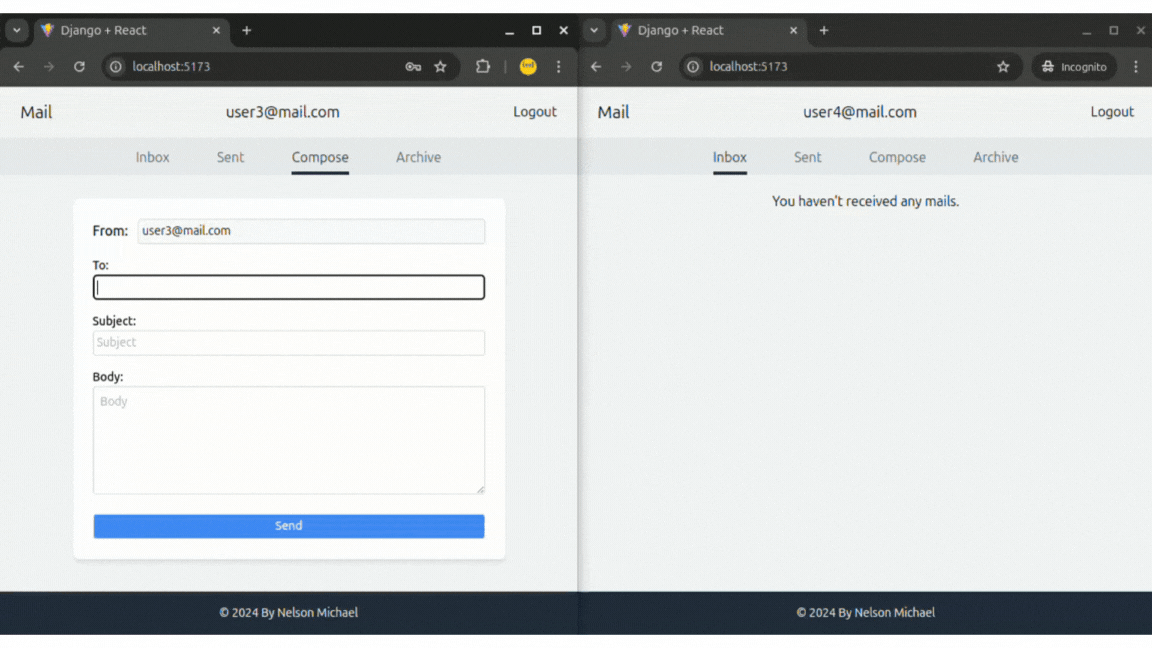 Django + React
localhost:5173
Mail user3@mail.com Logout
Inbox Sent Compose Archive
From: user3@mail.com
To:
Subject:
Subject
Body:
Body
Send
© 2024 By Nelson Michael
Django + React
localhost:5173 Incognito
Mail user4@mail.com Logout
Inbox Sent Compose Archive
You haven't received any mails.
© 2024 By Nelson Michael